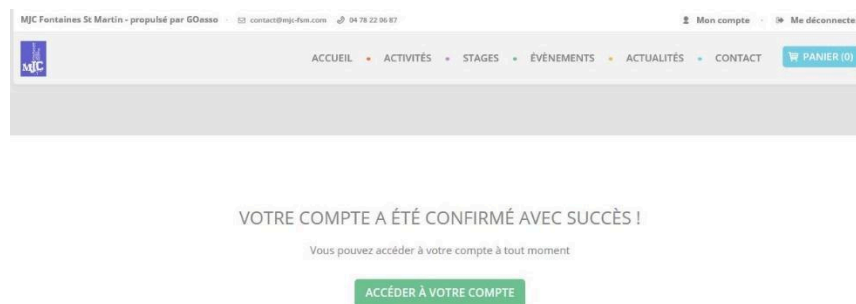 MJC Fontaines St Martin - propulsé par GOasso contact@mjc-fsm.com 04 78 22 06 87 Mon compte Me déconnecter
MJC ACCUEIL ACTIVITÉS STAGES ÉVÈNEMENTS ACTUALITÉS CONTACT PANIER (0)
VOTRE COMPTE A ÉTÉ CONFIRMÉ AVEC SUCCÈS !
Vous pouvez accéder à votre compte à tout moment
ACCÉDER À VOTRE COMPTE